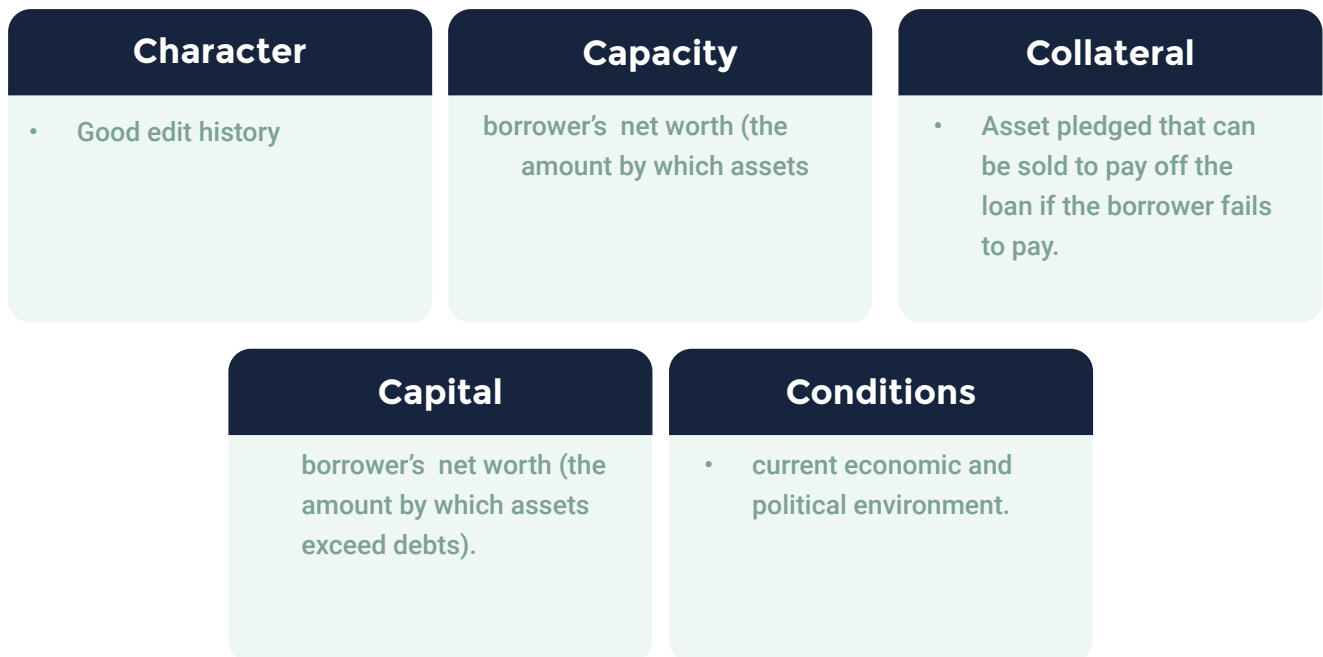 Character
• Good edit history
Capacity
borrower’s  net worth (the
amount by which assets
Collateral
• Asset pledged that can
be sold to pay off the
loan if the borrower fails
to pay.
Capital
borrower’s  net worth (the
amount by which assets
exceed debts).
Conditions
• current economic and
political environment.